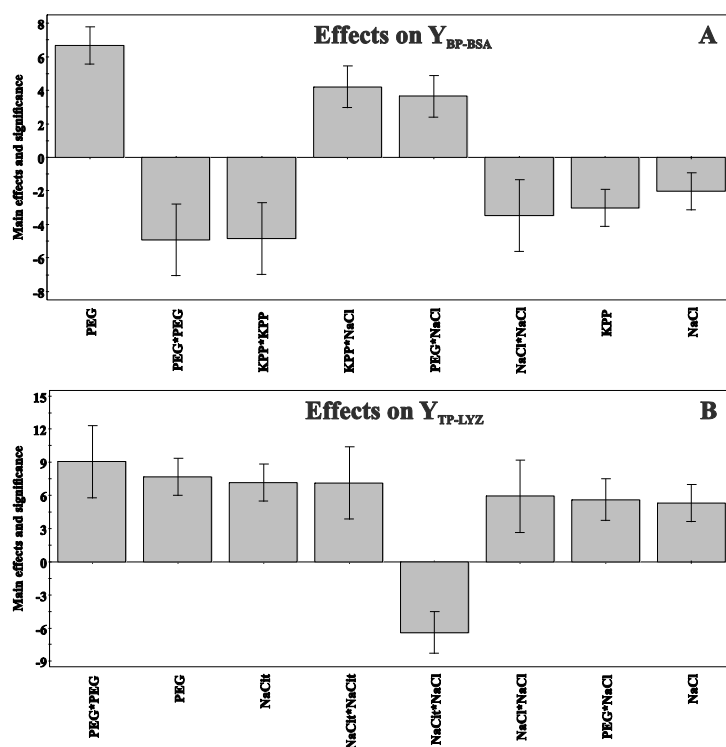 Effects on Y BP-BSA
A
Main effects and significance
8
6
4
2
0
-2
-4
-6
-8
PEG
PEG*PEG
KPP*KPP
KPP*NaCl
PEG*NaCl
NaCl*NaCl
KPP
NaCl
Effects on Y TP-LYZ
B
Main effects and significance
15
12
9
6
3
0
-3
-6
-9
PEG*PEG
PEG
NaCit
NaCit*NaCit
NaCit*NaCl
NaCl*NaCl
PEG*NaCl
NaCl